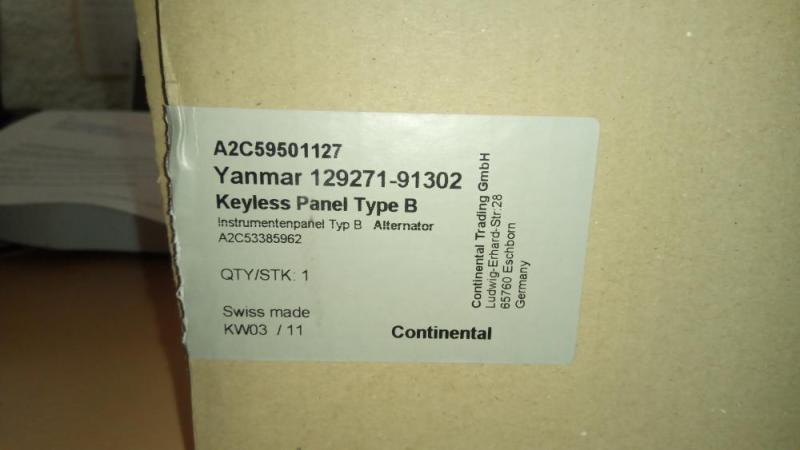 A2C59501127
Yanmar 129271-91302
Keyless Panel Type B
Instrumentenpanel Typ B Alternator
A2C53385962
QTY/STK: 1
Swiss made
KW03 / 11
Continental
Continental Trading GmbH
Ludwig-Erhard-Str.28
65760 Eschborn
Germany